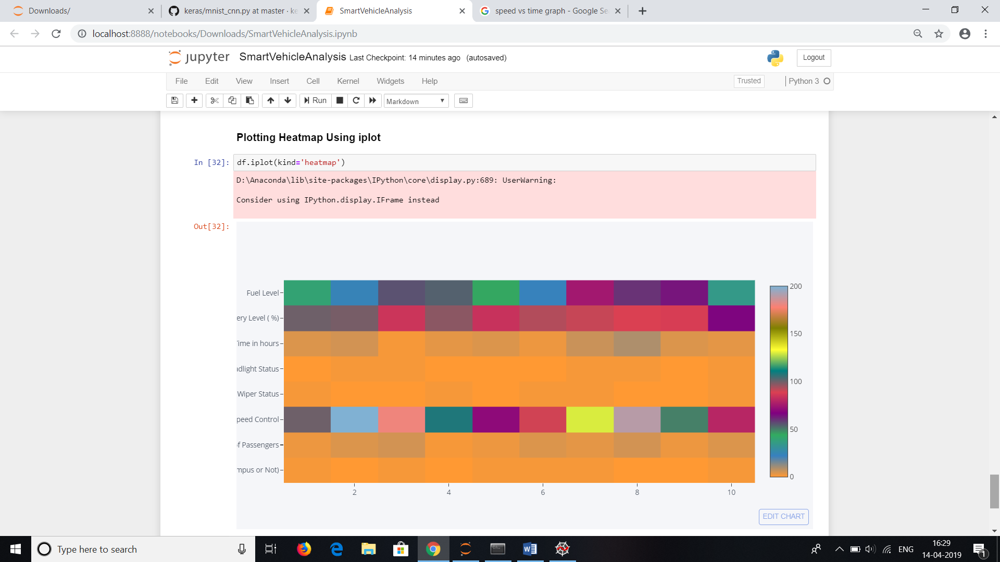 Downloads/
keras/mnist_cnn.py at master · ke
SmartVehicleAnalysis
speed vs time graph - Google Se
localhost:8888/notebooks/Downloads/SmartVehicleAnalysis.ipynb
jupyter SmartVehicleAnalysis Last Checkpoint: 14 minutes ago (autosaved)
Logout
File Edit View Insert Cell Kernel Widgets Help
Trusted
Python 3
Run
Markdown
Plotting Heatmap Using iplot
In [32]: df.iplot(kind='heatmap')
D:\Anaconda\lib\site-packages\IPython\core\display.py:689: UserWarning:
Consider using IPython.display.IFrame instead
Out[32]:
Fuel Level
ery Level ( %)
Time in hours
adlight Status
Wiper Status
peed Control
of Passengers
mpus or Not)
2 4 6 8 10
200
150
100
50
0
EDIT CHART
Type here to search
ENG
16:29
14-04-2019
1